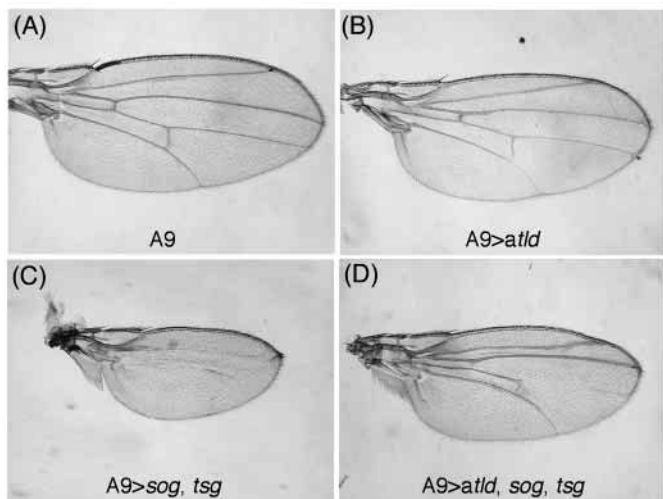 (A)
A9
(B)
A9>atld
(C)
A9>sog, tsg
(D)
A9>atld, sog, tsg